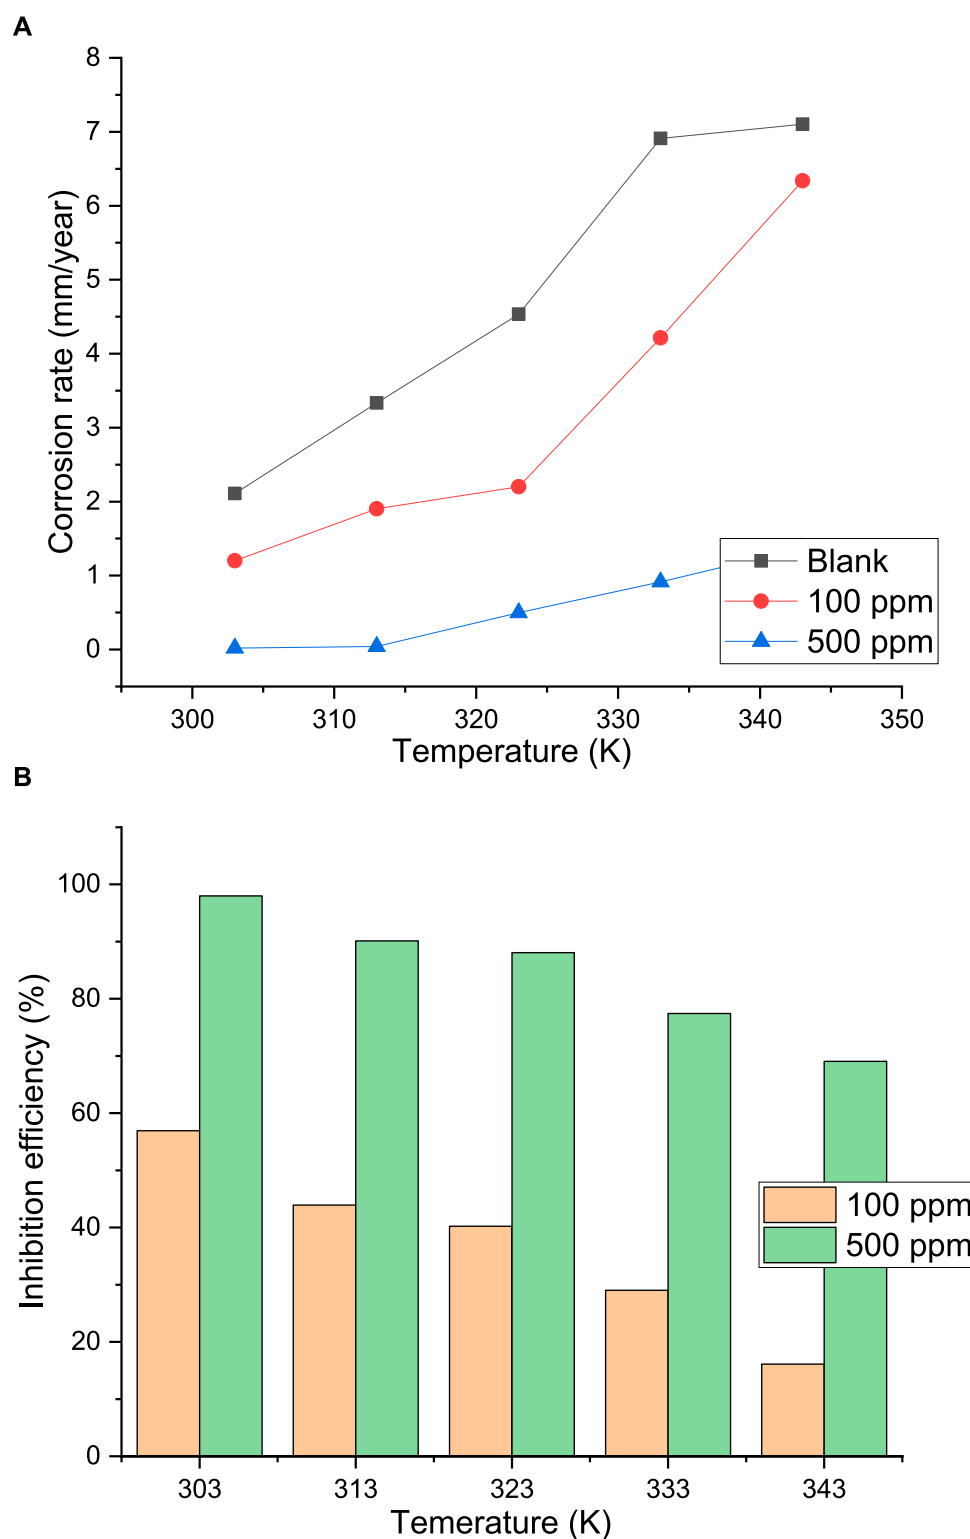 A
8
7
6
5
4
3
2
1
0
Corrosion rate (mm/year)
Blank
100 ppm
500 ppm
300 310 320 330 340 350
Temperature (K)
B
100
80
60
40
20
0
Inhibition efficiency (%)
100 ppm
500 ppm
303 313 323 333 343
Temerature (K)